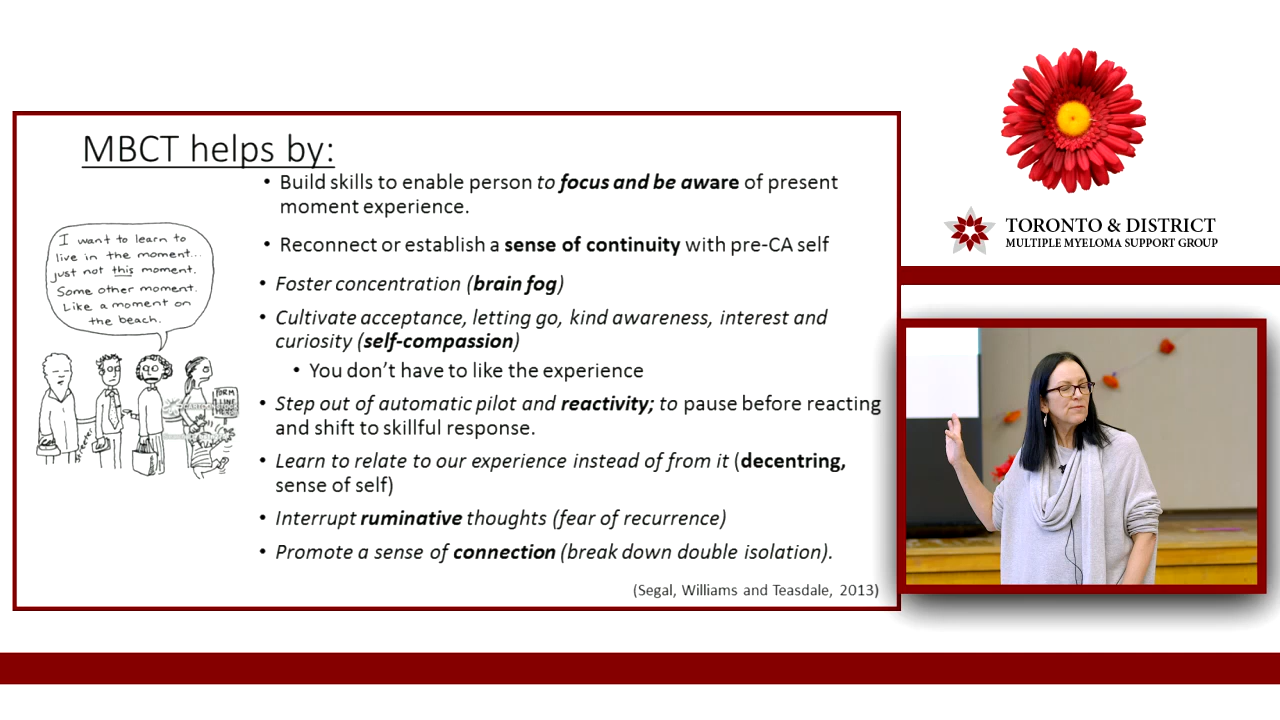 MBCT helps by:
• Build skills to enable person to focus and be aware of present
moment experience.
• Reconnect or establish a sense of continuity with pre-CA self
• Foster concentration (brain fog)
• Cultivate acceptance, letting go, kind awareness, interest and
curiosity (self-compassion)
• You don’t have to like the experience
• Step out of automatic pilot and reactivity; to pause before reacting
and shift to skillful response.
• Learn to relate to our experience instead of from it (decentring,
sense of self)
• Interrupt ruminative thoughts (fear of recurrence)
• Promote a sense of connection (break down double isolation).
(Segal, Williams and Teasdale, 2013)
I want to learn to
live in the moment...
just not this moment.
Some other moment.
Like a moment on
the beach.
FORM
LINE
HERE
TORONTO & DISTRICT
MULTIPLE MYELOMA SUPPORT GROUP